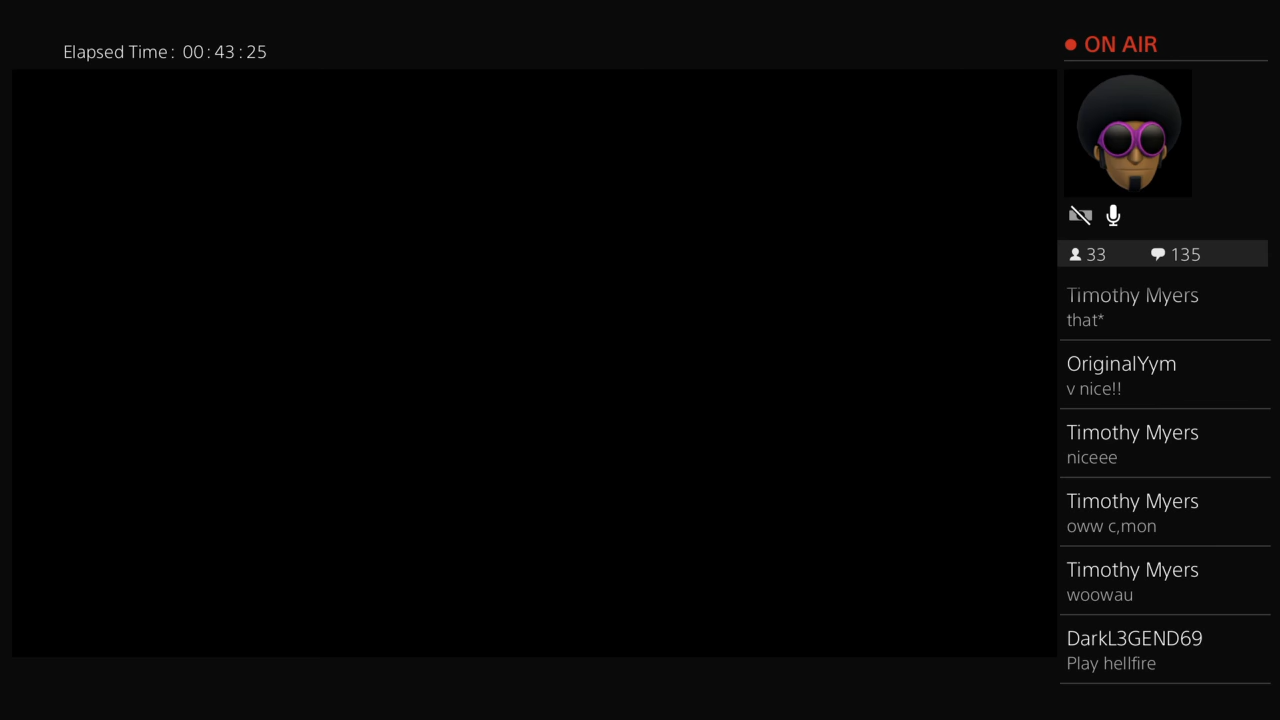 Elapsed Time: 00:43:25
ON AIR
33 135
Timothy Myers
that*
OriginalYym
v nice!!
Timothy Myers
niceee
Timothy Myers
oww c,mon
Timothy Myers
woowau
DarkL3GEND69
Play hellfire